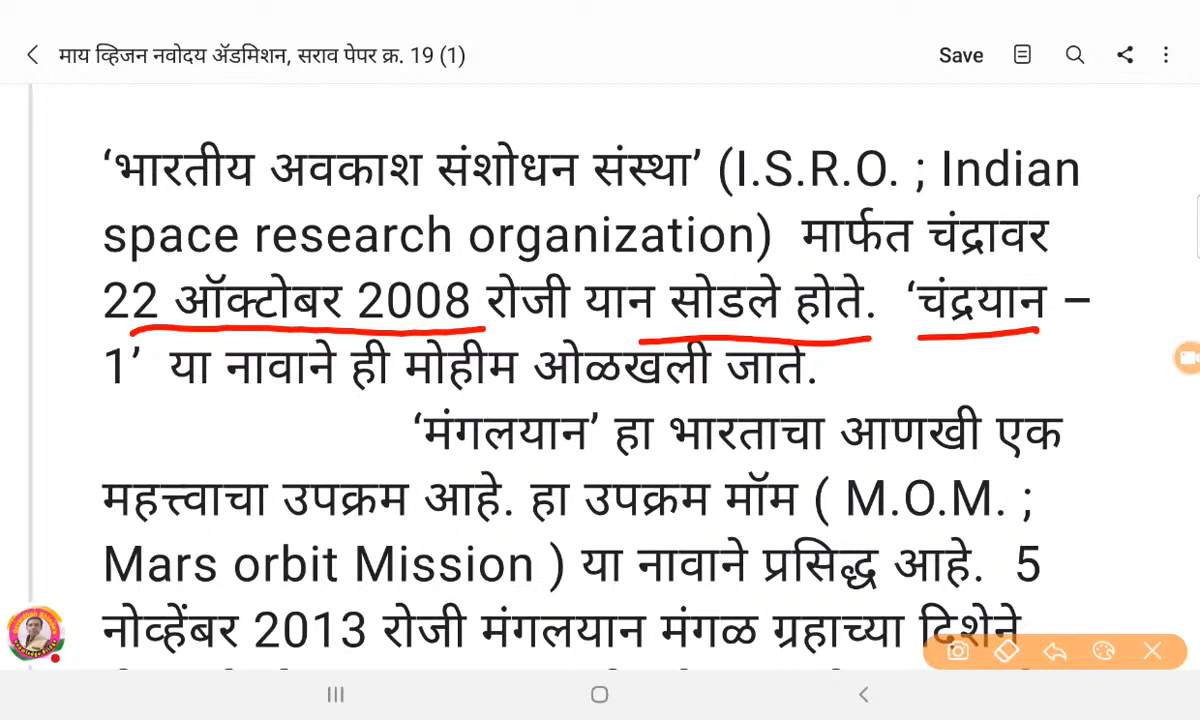 माय व्हिजन नवोदय ॲडमिशन, सराव पेपर क्र. 19 (1)
Save
‘भारतीय अवकाश संशोधन संस्था’ (I.S.R.O. ; Indian
space research organization) मार्फत चंद्रावर
22 ऑक्टोबर 2008 रोजी यान सोडले होते. ‘चंद्रयान –
1’ या नावाने ही मोहीम ओळखली जाते.
‘मंगलयान’ हा भारताचा आणखी एक
महत्त्वाचा उपक्रम आहे. हा उपक्रम मॉम ( M.O.M. ;
Mars orbit Mission ) या नावाने प्रसिद्ध आहे. 5
नोव्हेंबर 2013 रोजी मंगलयान मंगळ ग्रहाच्या दिशेने